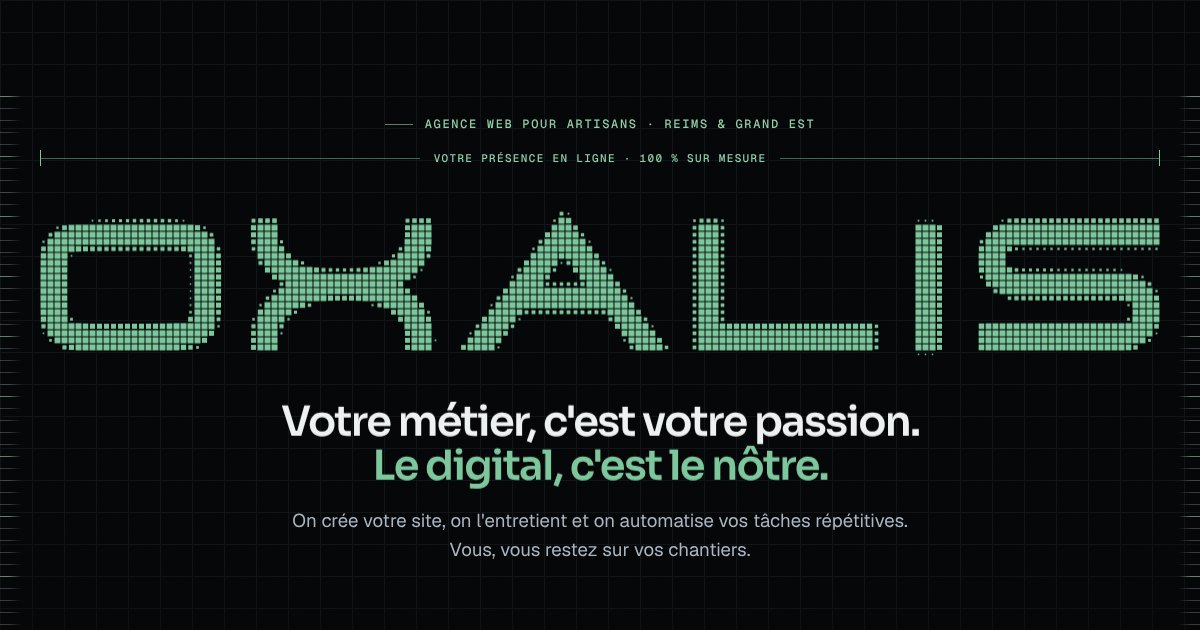 AGENCE WEB POUR ARTISANS · REIMS & GRAND EST
VOTRE PRÉSENCE EN LIGNE · 100 % SUR MESURE
OXALIS
Votre métier, c'est votre passion.
Le digital, c'est le nôtre.
On crée votre site, on l'entretient et on automatise vos tâches répétitives.
Vous, vous restez sur vos chantiers.